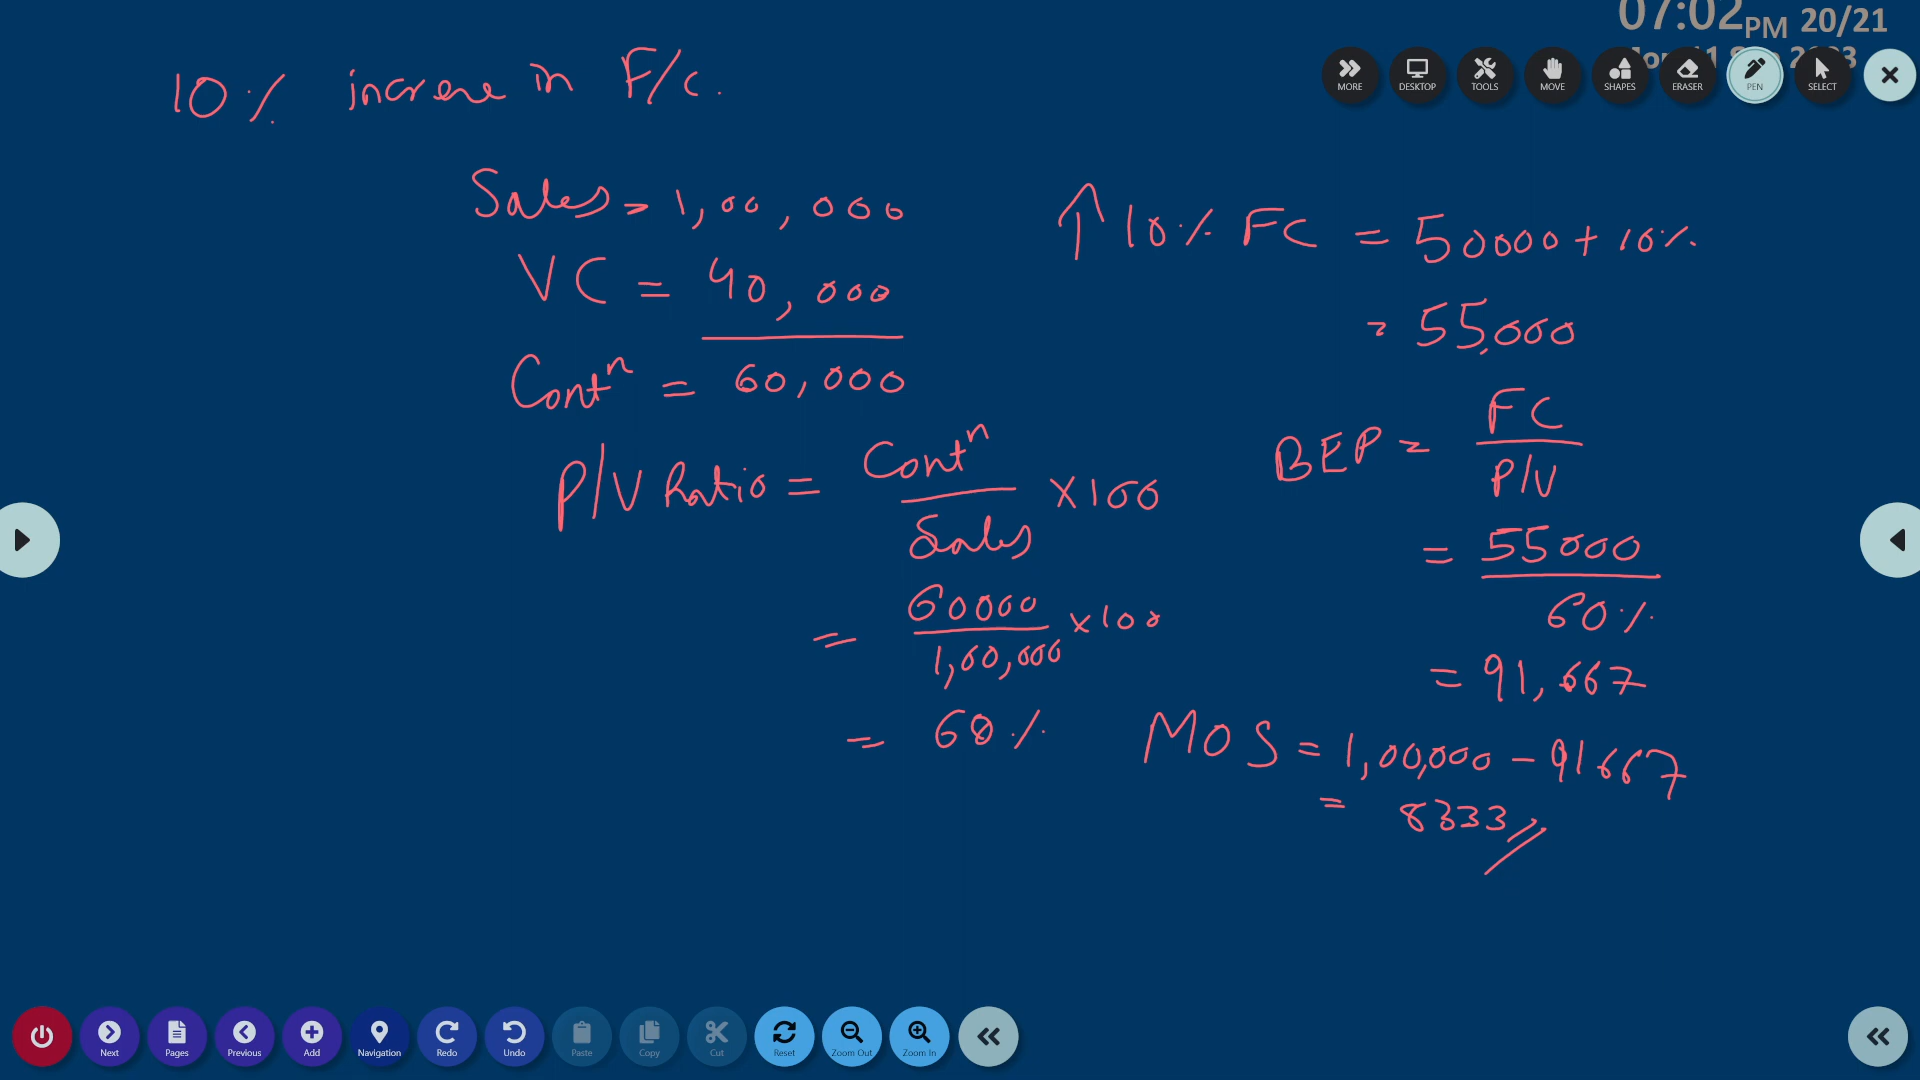 07:02 PM 20/21
10% increase in F/c.
MORE DESKTOP TOOLS MOVE SHAPES ERASER PEN SELECT
Sales = 1,00,000
VC = 40,000
Contn = 60,000
P/V Ratio = Contn / Sales X100
= 60000 / 1,00,000 X100
= 60%
↑ 10% FC = 50000 + 10%
= 55,000
BEP = FC / P/V
= 55000 / 60%
= 91,667
MOS = 1,00,000 - 91667
= 8333//
Next Pages Previous Add Navigation Redo Undo Paste Copy Cut Reset Zoom Out Zoom In